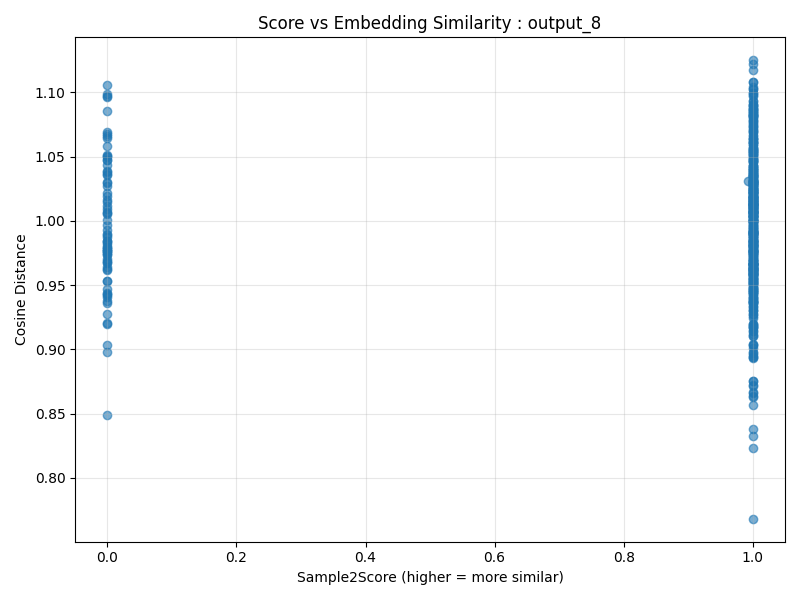 Score vs Embedding Similarity : output_8
Cosine Distance
1.10
1.05
1.00
0.95
0.90
0.85
0.80
0.0 0.2 0.4 0.6 0.8 1.0
Sample2Score (higher = more similar)